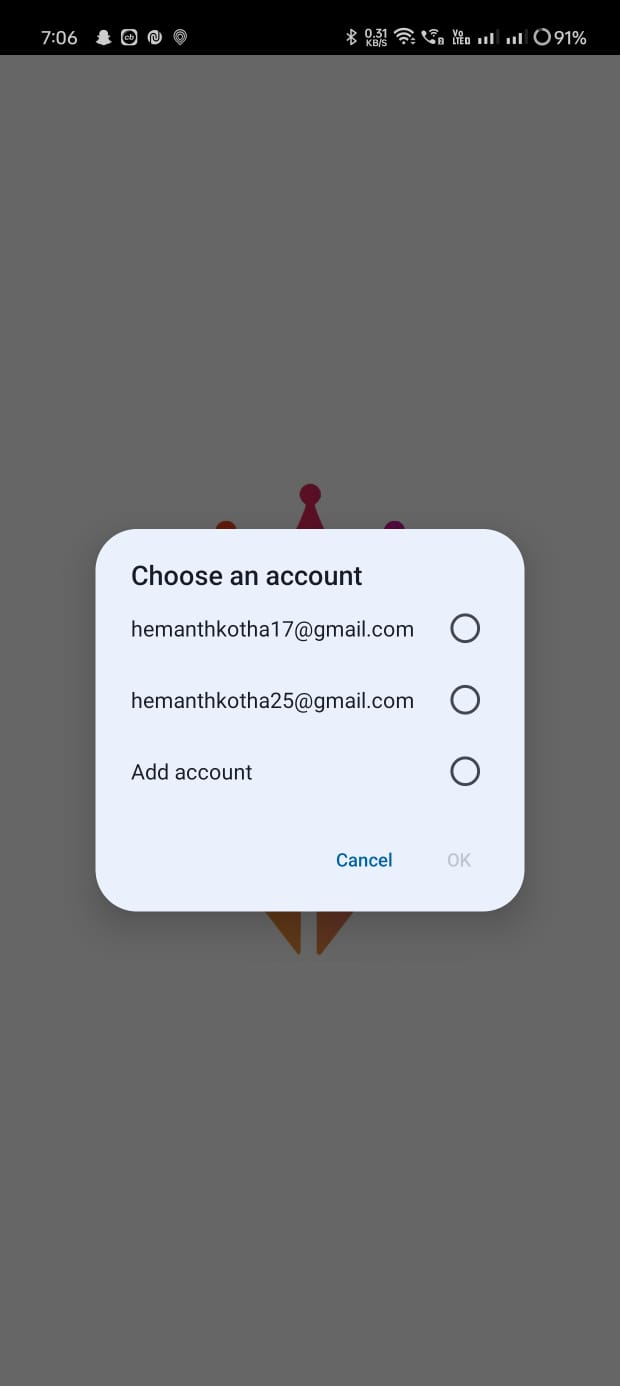 7:06 cb 0.31 KB/S Vo LTE 91%
Choose an account
hemanthkotha17@gmail.com
hemanthkotha25@gmail.com
Add account
Cancel OK